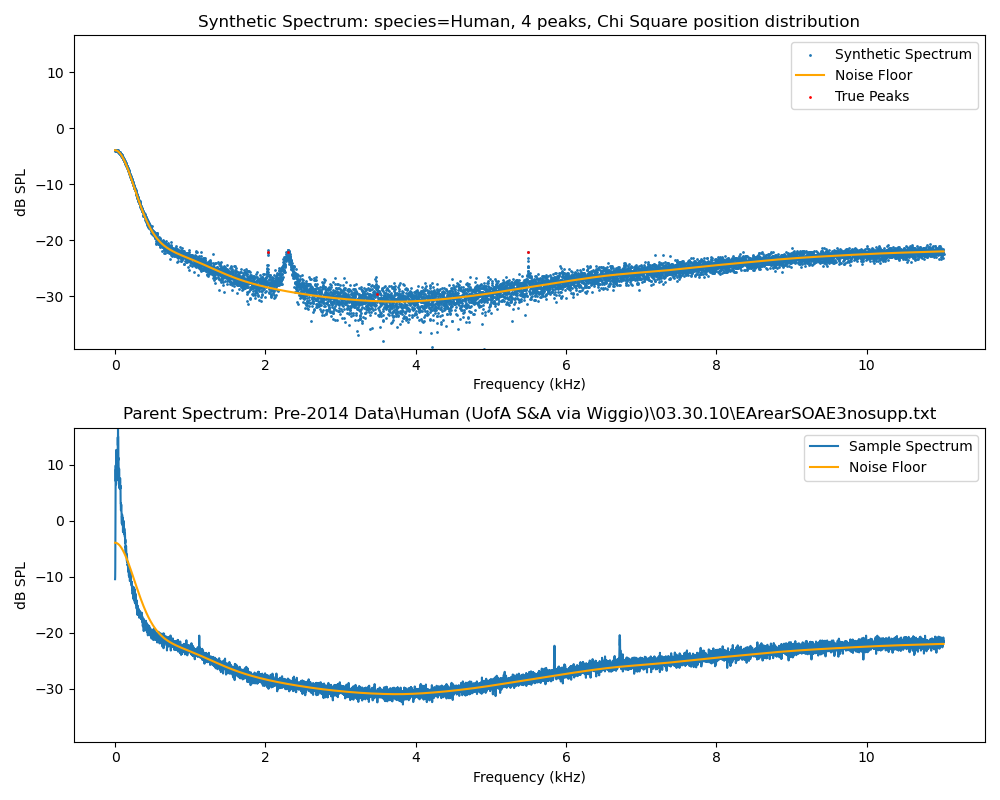 Synthetic Spectrum: species=Human, 4 peaks, Chi Square position distribution
Synthetic Spectrum
Noise Floor
True Peaks
dB SPL
10
0
−10
−20
−30
0 2 4 6 8 10
Frequency (kHz)
Parent Spectrum: Pre-2014 Data\Human (UofA S&A via Wiggio)\03.30.10\EArearSOAE3nosupp.txt
Sample Spectrum
Noise Floor
dB SPL
10
0
−10
−20
−30
0 2 4 6 8 10
Frequency (kHz)